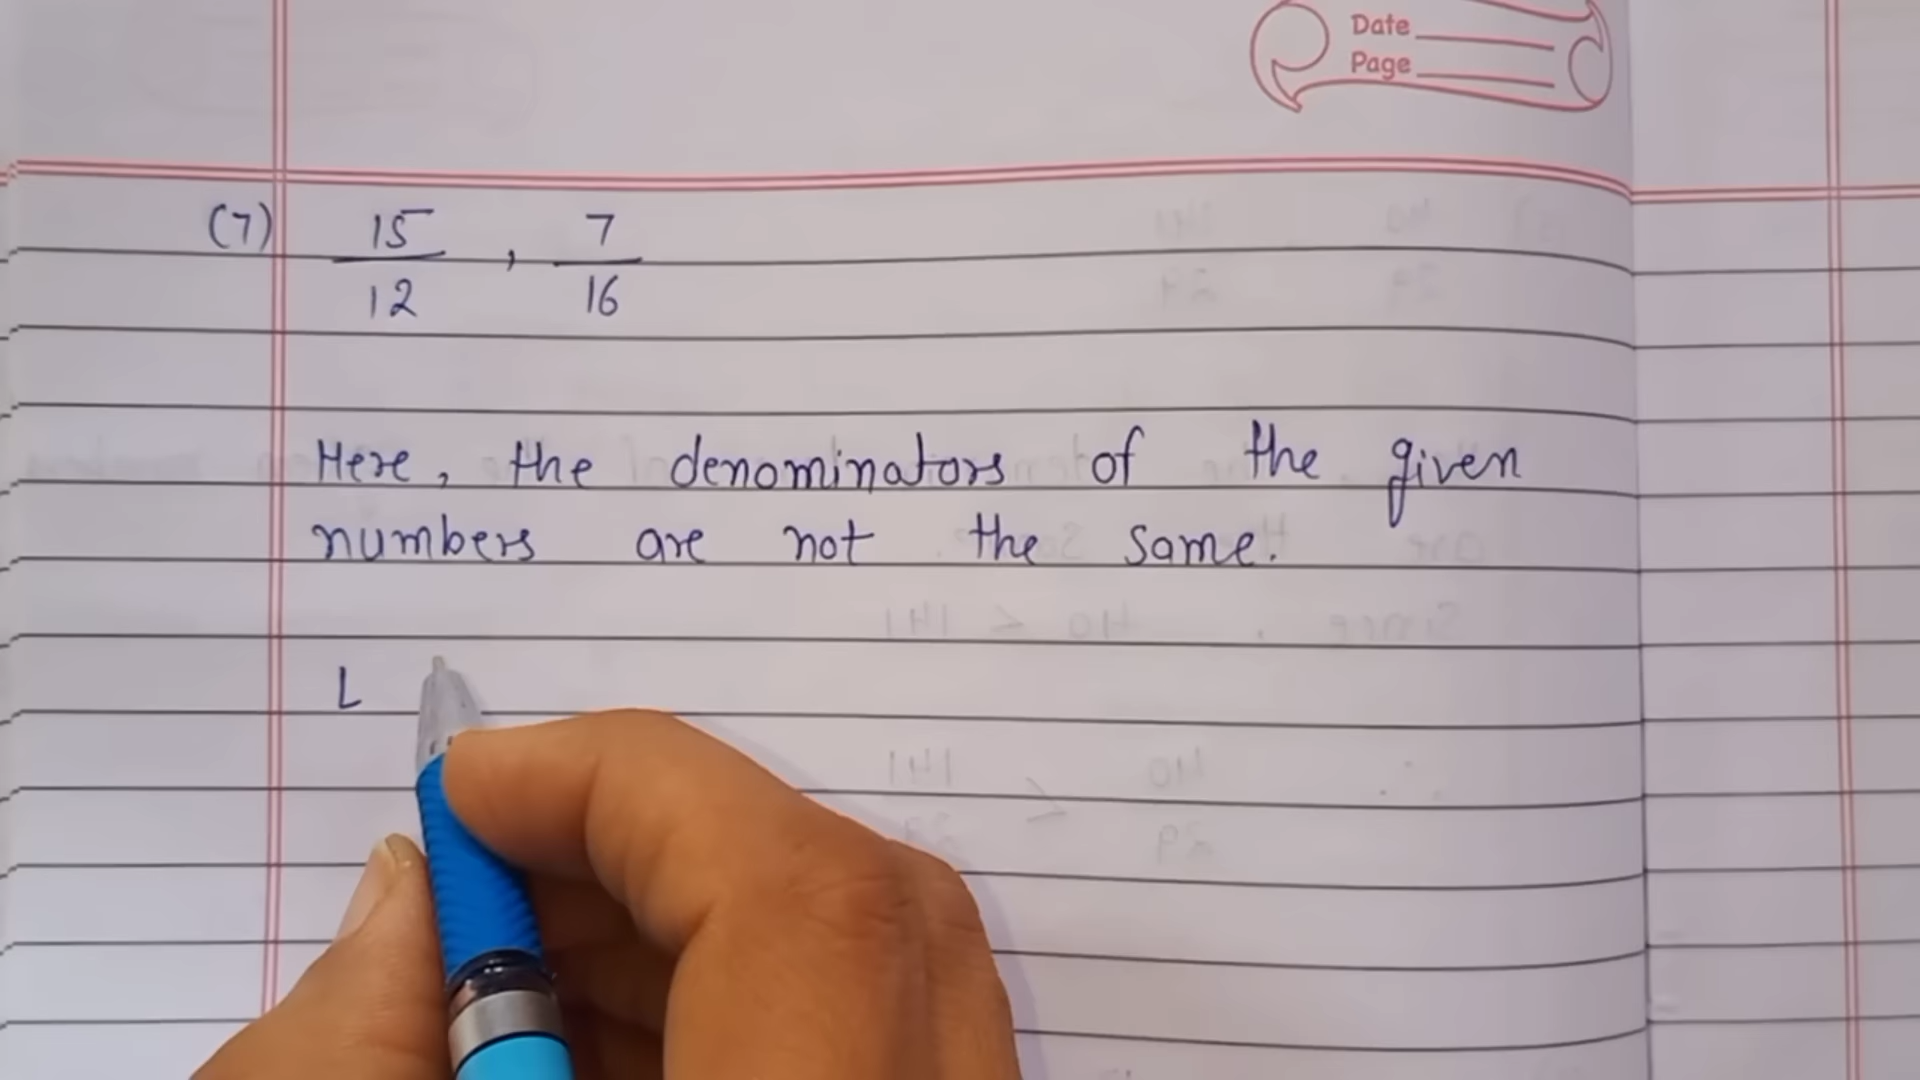 Date
Page
(7) 15/12 , 7/16
Here, the denominators of the given
numbers are not the same.
L